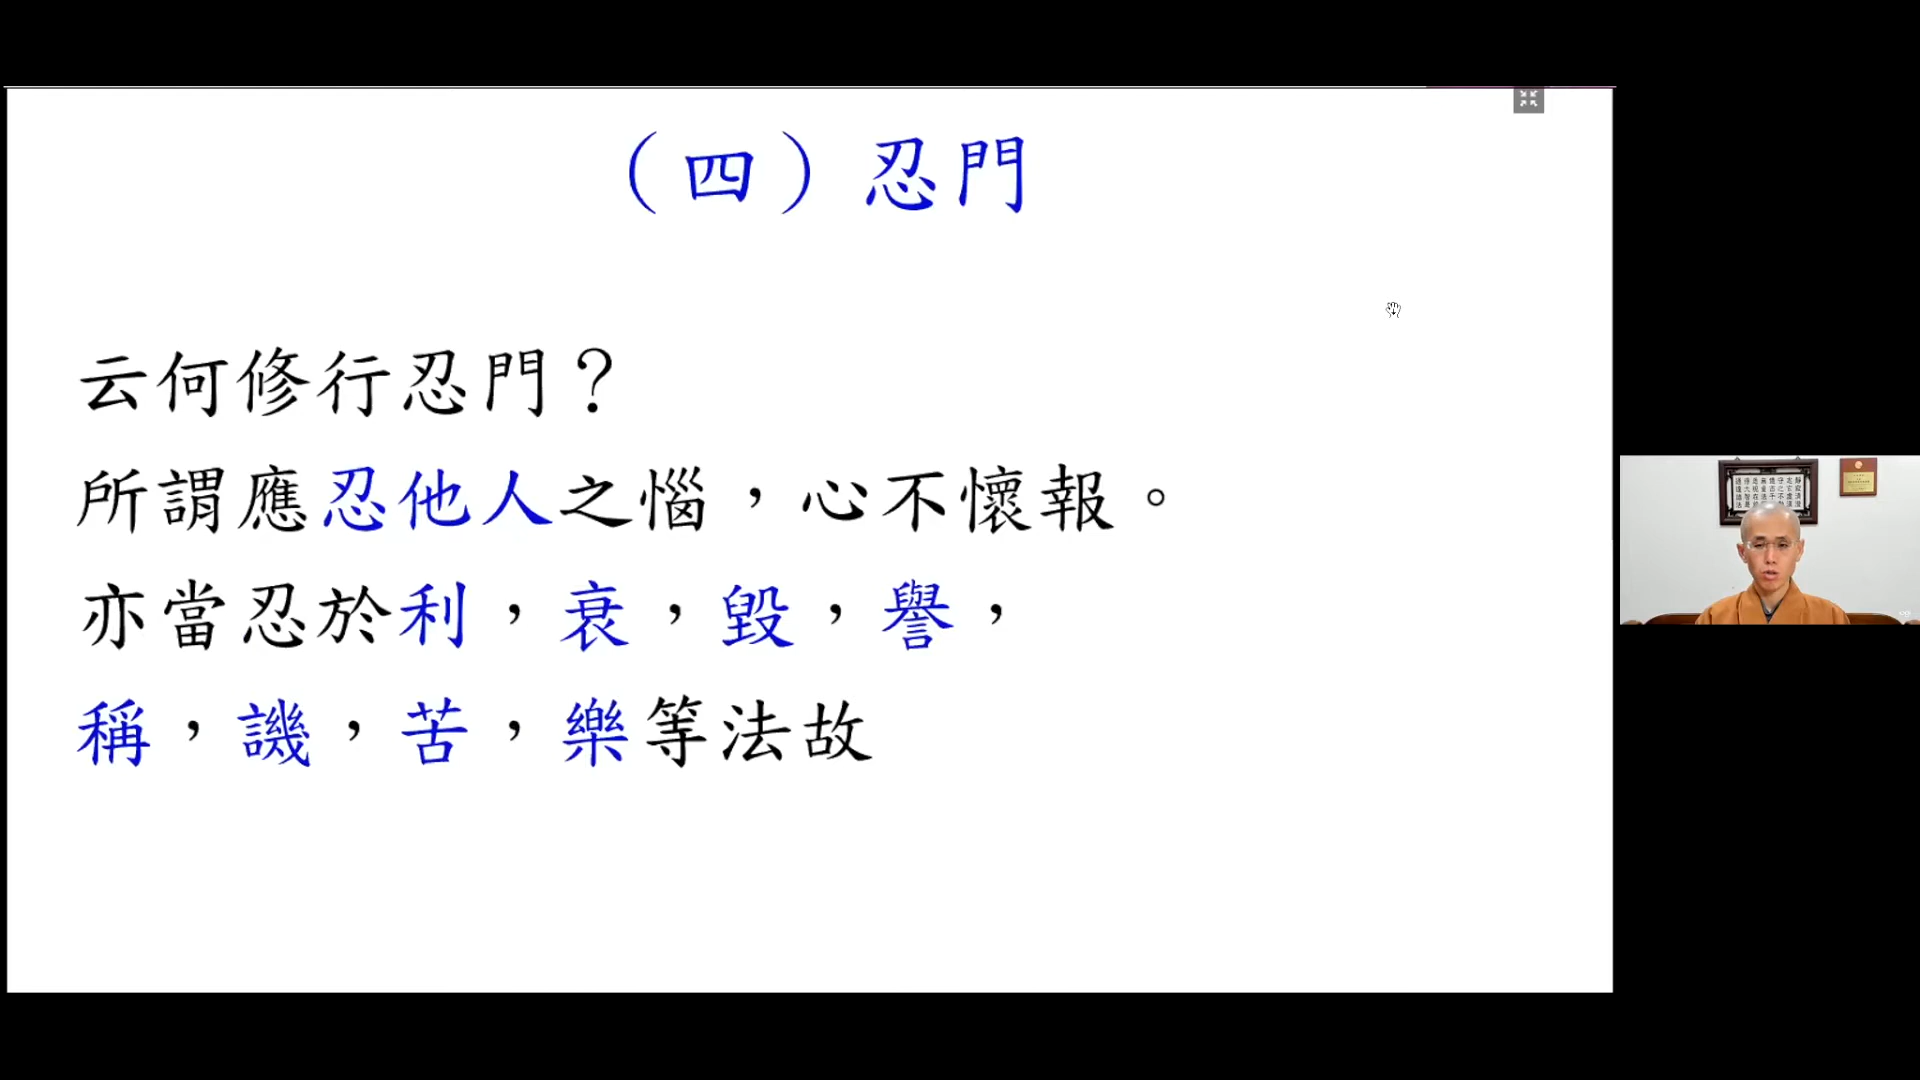 （四）忍門
云何修行忍門？
所謂應忍他人之惱，心不懷報。
亦當忍於利，衰，毀，譽，
稱，譏，苦，樂等法故